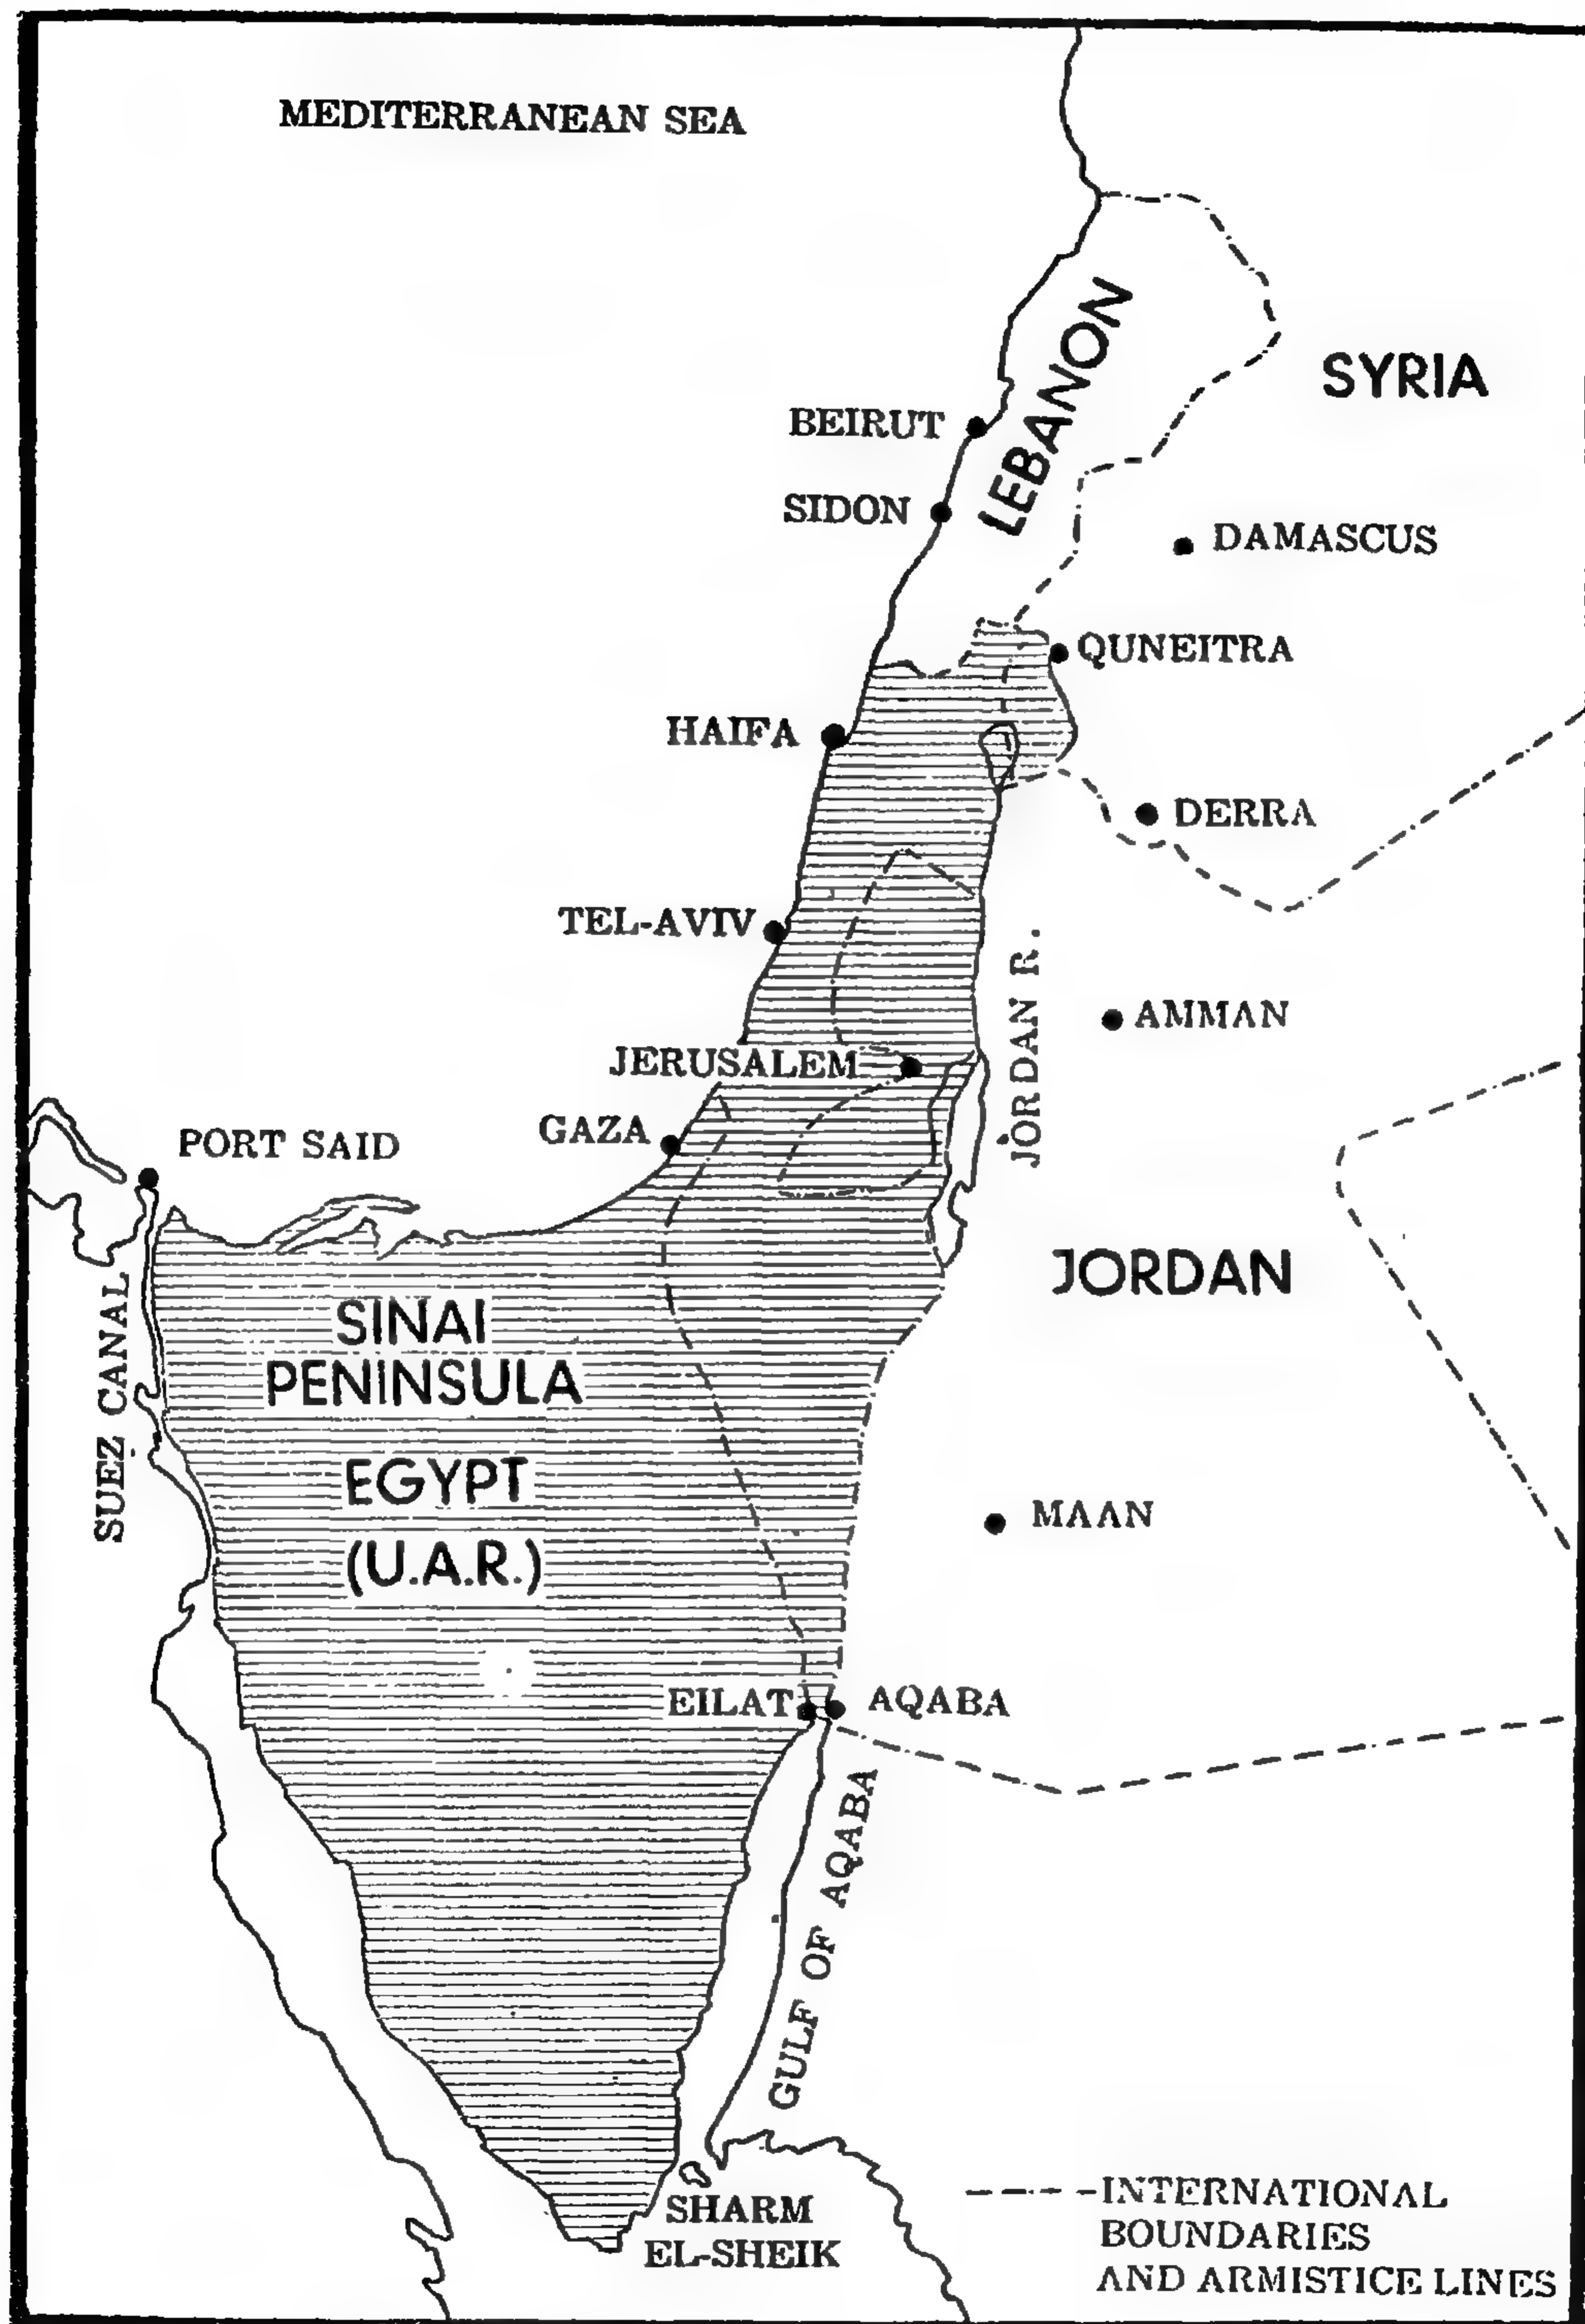 MEDITERRANEAN SEA
LEBANON
SYRIA
BEIRUT
SIDON
DAMASCUS
QUNEITRA
HAIFA
DERRA
TEL-AVIV
JORDAN R.
AMMAN
JERUSALEM
GAZA
PORT SAID
JORDAN
SUEZ CANAL
SINAI
PENINSULA
EGYPT
(U.A.R.)
MAAN
EILAT
AQABA
GULF OF AQABA
SHARM
EL-SHEIK
INTERNATIONAL
BOUNDARIES
AND ARMISTICE LINES